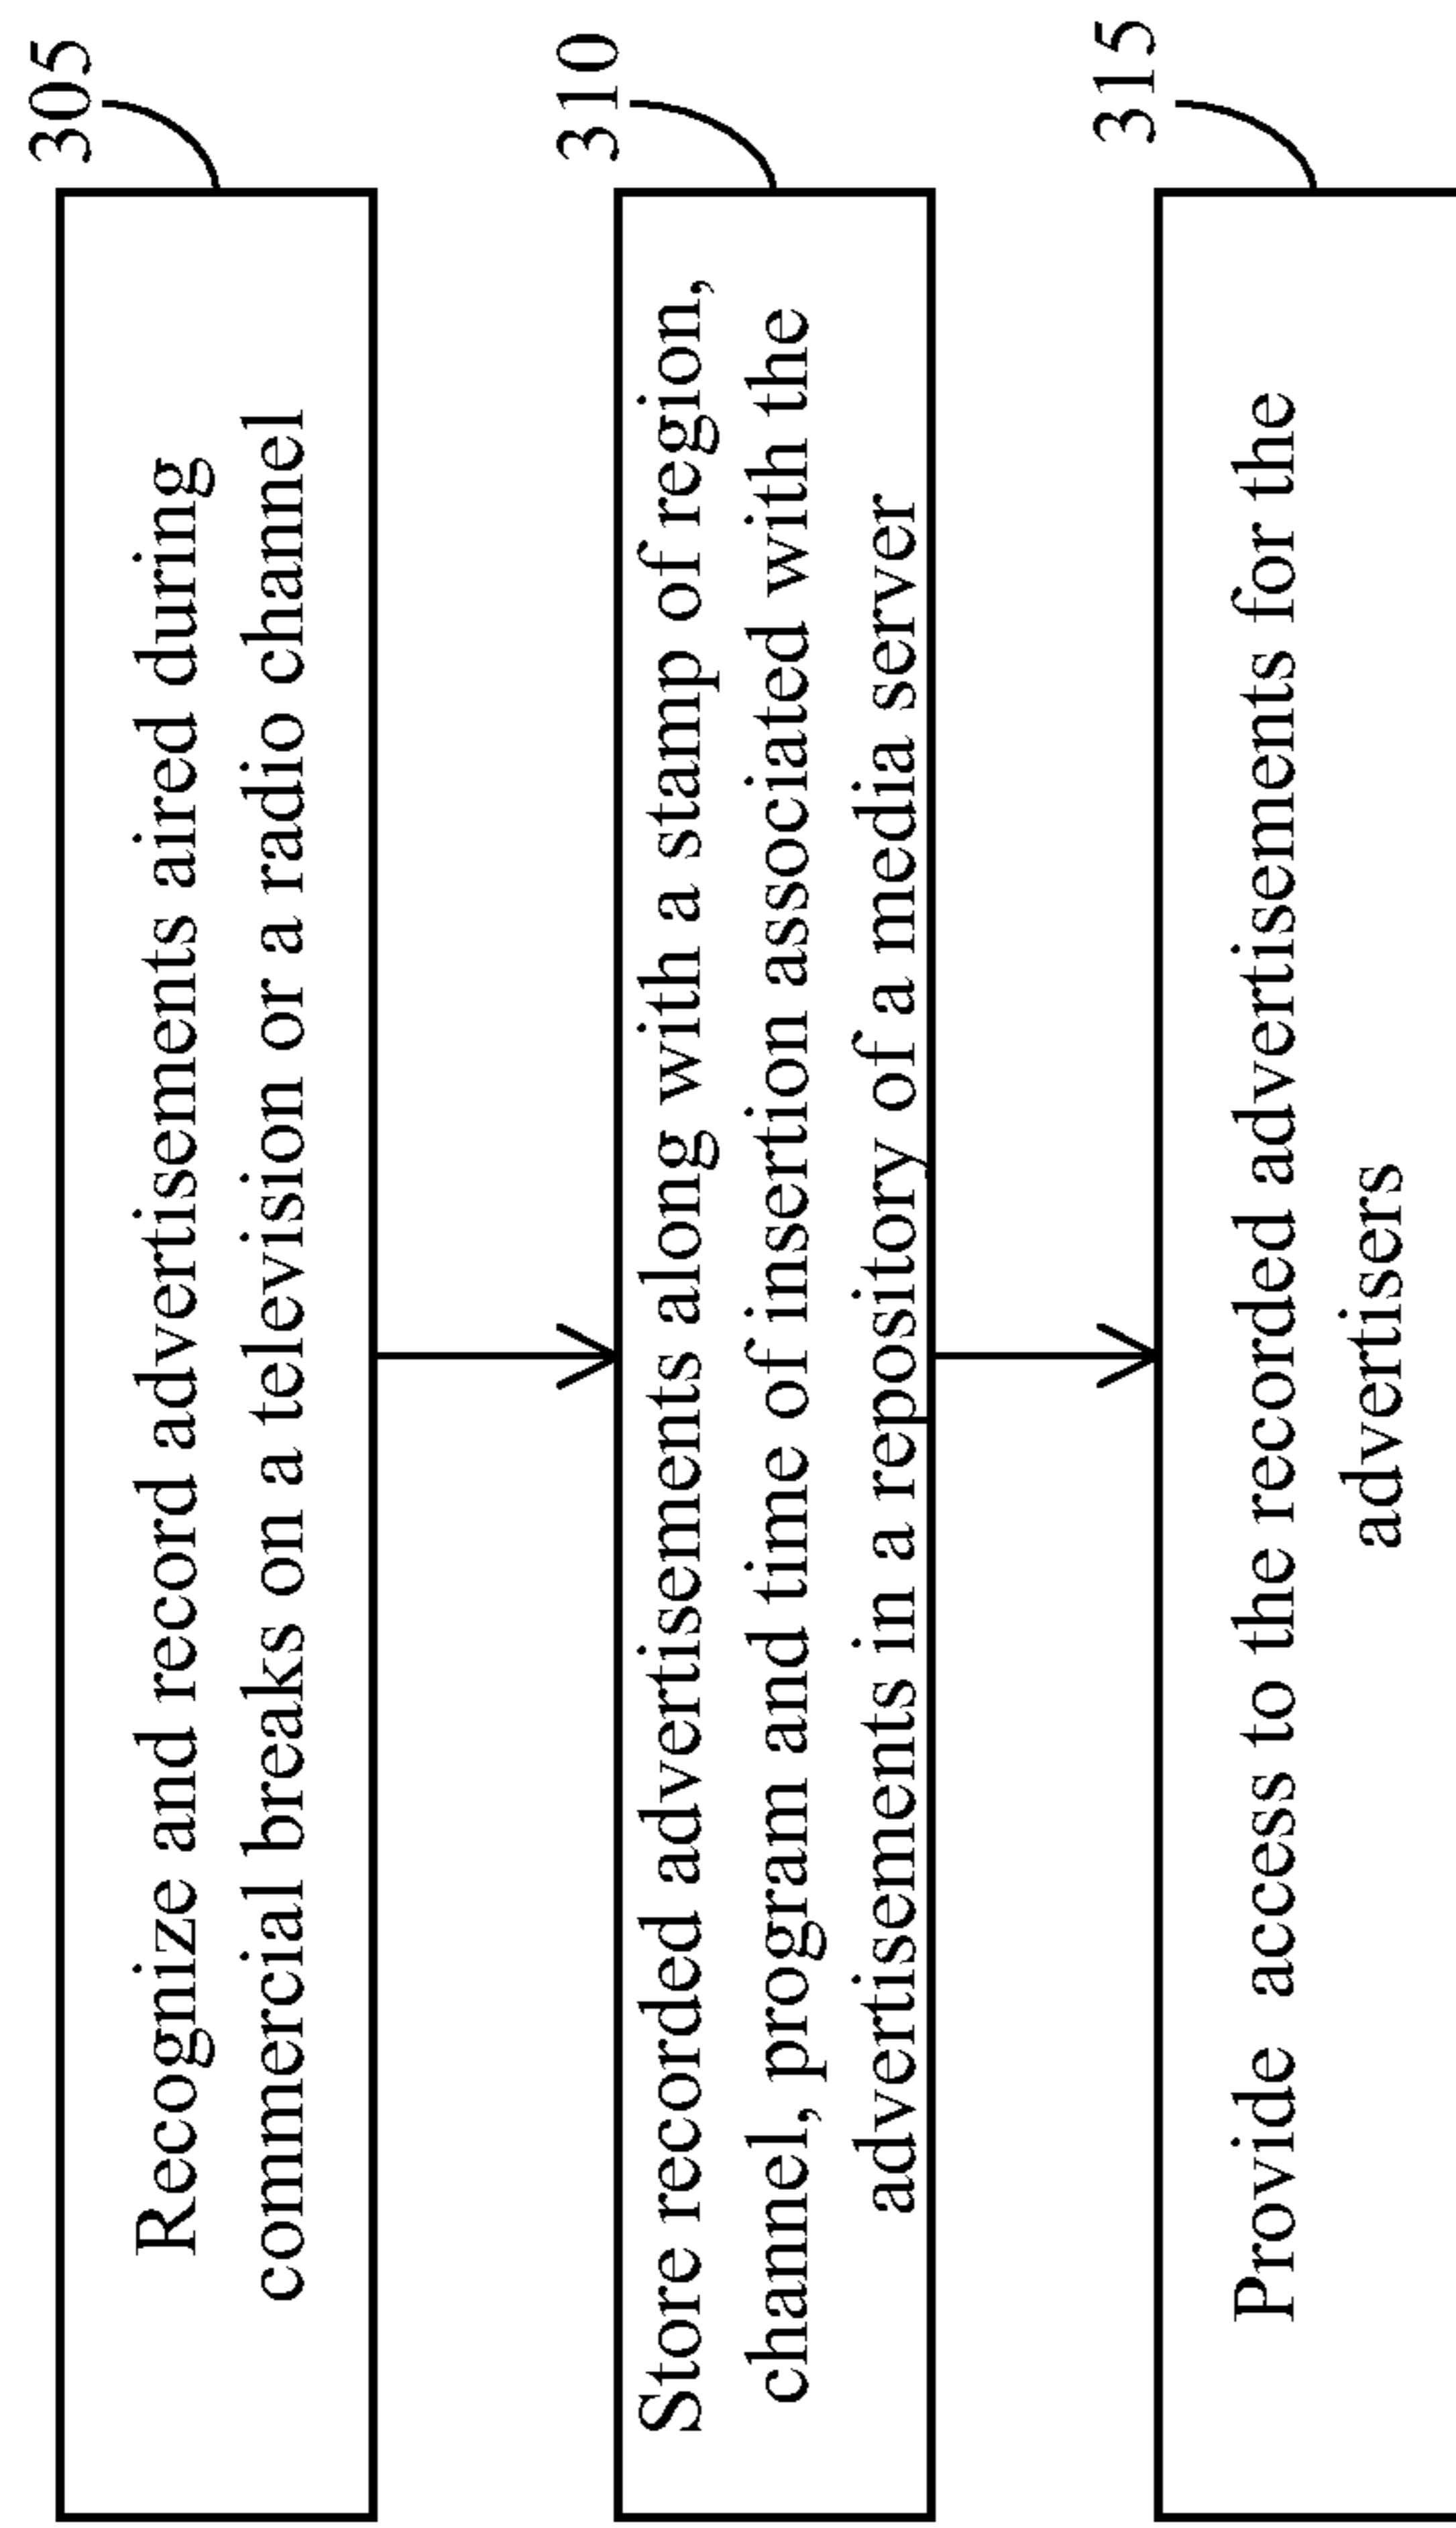 305
Recognize and record advertisements aired during
commercial breaks on a television or a radio channel
310
Store recorded advertisements along with a stamp of region,
channel, program and time of insertion associated with the
advertisements in a repository of a media server
315
Provide  access to the recorded advertisements for the
advertisers